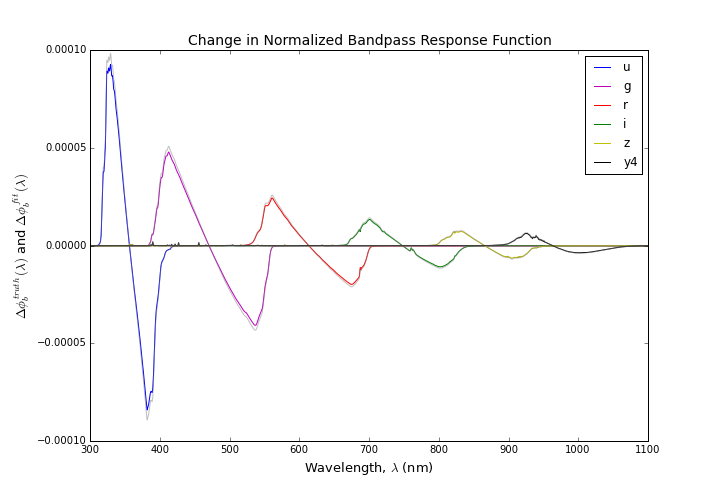 Change in Normalized Bandpass Response Function
0.00010
0.00005
0.00000
−0.00005
−0.00010
Δϕ_b^{truth}(λ) and Δϕ_b^{fit}(λ)
u
g
r
i
z
y4
300 400 500 600 700 800 900 1000 1100
Wavelength, λ (nm)